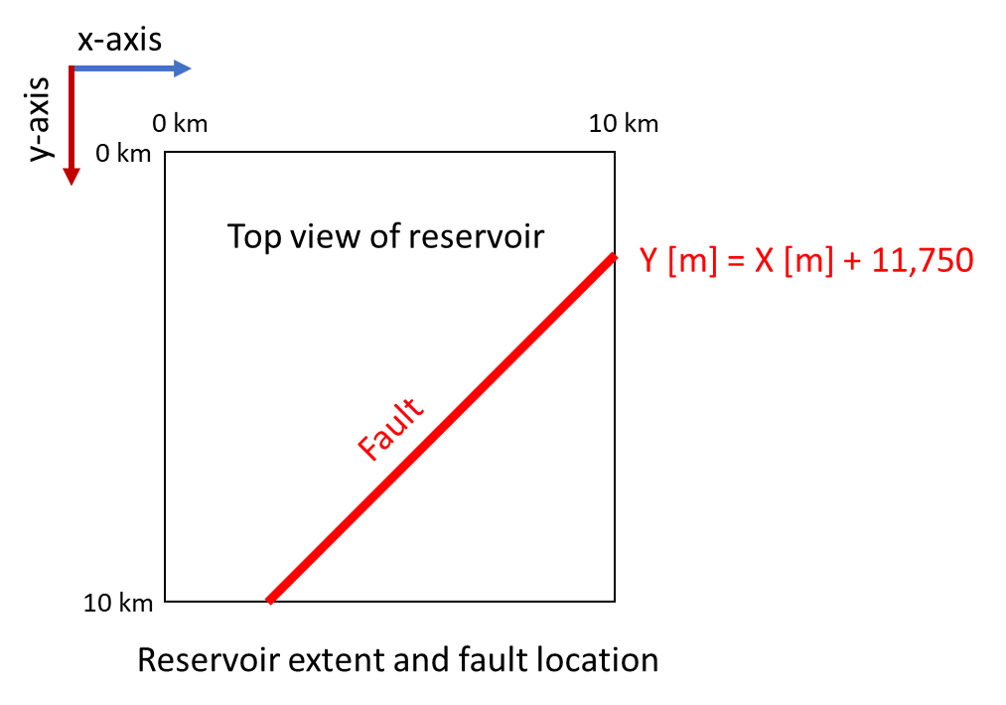 x-axis
y-axis
0 km
10 km
0 km
Top view of reservoir
Y [m] = X [m] + 11,750
Fault
10 km
Reservoir extent and fault location